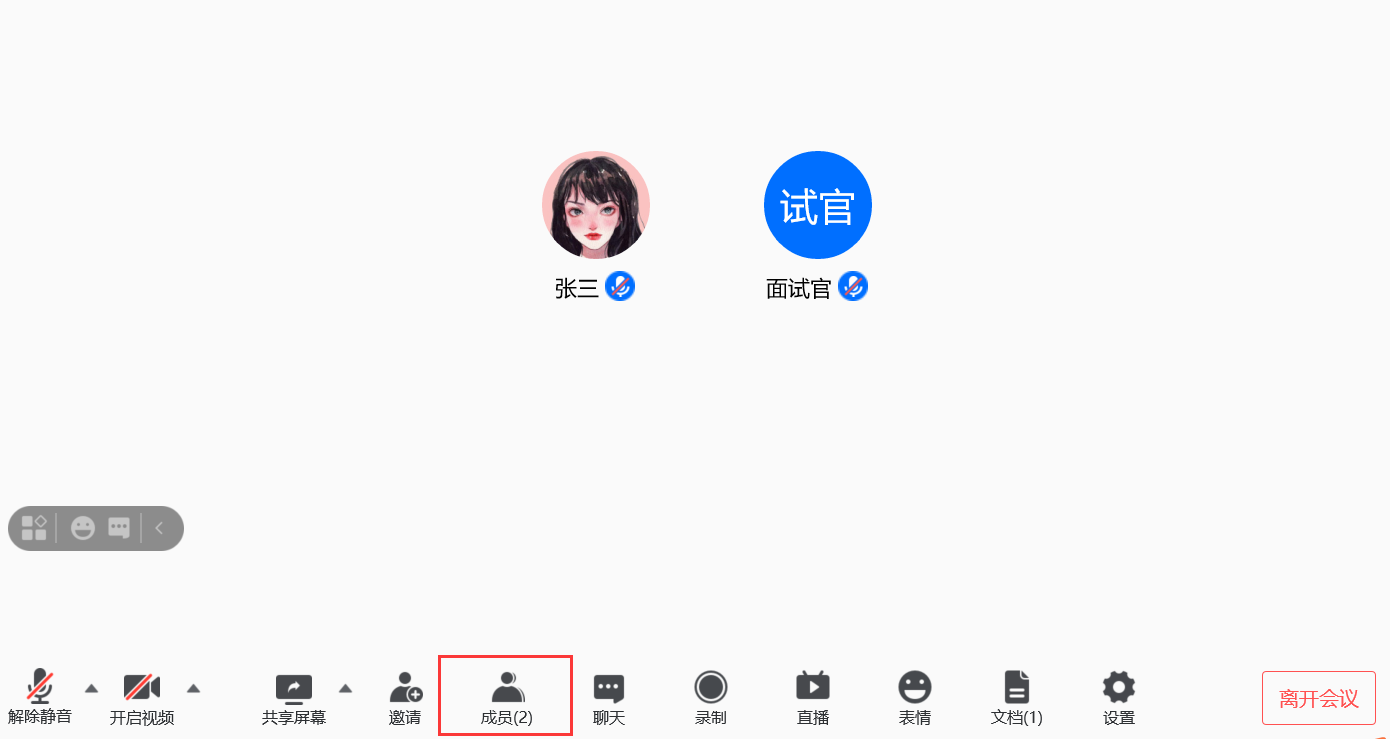 试官
张三
面试官
解除静音
开启视频
共享屏幕
邀请
成员(2)
聊天
录制
直播
表情
文档(1)
设置
离开会议